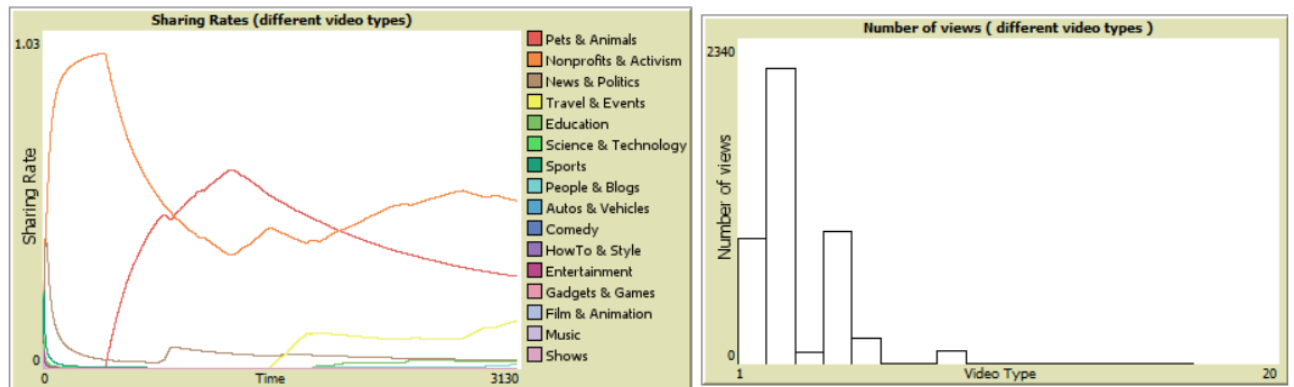 Sharing Rates (different video types)
1.03
Sharing Rate
0
0
Time
3130
Pets & Animals
Nonprofits & Activism
News & Politics
Travel & Events
Education
Science & Technology
Sports
People & Blogs
Autos & Vehicles
Comedy
HowTo & Style
Entertainment
Gadgets & Games
Film & Animation
Music
Shows
Number of views ( different video types )
2340
Number of views
0
1
Video Type
20